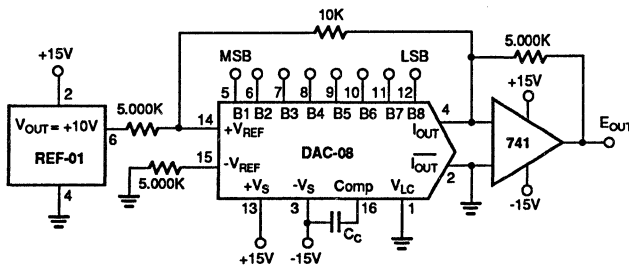 10K
+15V
MSB
LSB
5.000K
5 6 7 8 9 10 11 12
+15V
2
5.000K
B1 B2 B3 B4 B5 B6 B7 B8
4
VOUT = +10V
6
14
+VREF
IOUT
EOUT
REF-01
15
-VREF
DAC-08
IOUT
741
4
5.000K
+VS
-VS
Comp
VLC
2
-15V
13
3
16
1
CC
+15V
-15V